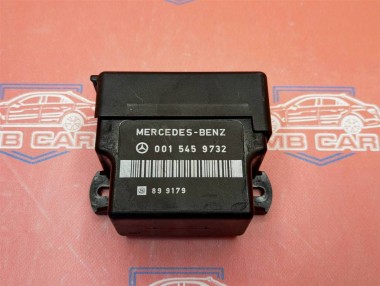 MERCEDES-BENZ
001 545 9732
89 9179
MB CAR